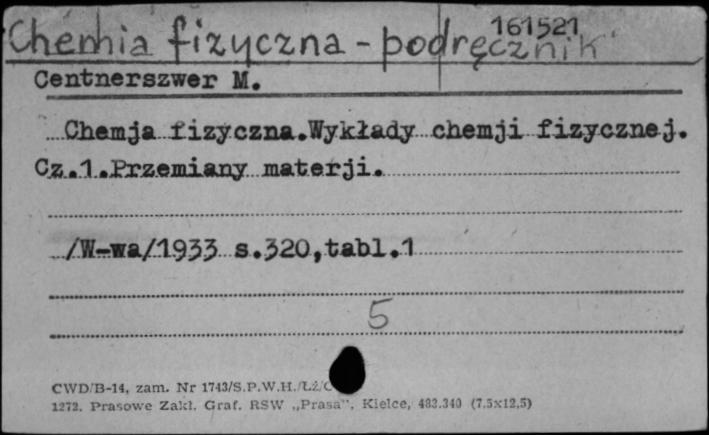 161521
Chemia fizyczna - podręcznik
Centnerszwer M.
Chemja fizyczna.Wykłady chemji fizycznej.
Cz.1.Przemiany materji.
/W-wa/1933 s.320,tabl.1
5
CWD/B-14, zam. Nr 1743/S.P.W.H./Łż/
1272. Prasowe Zakł. Graf. RSW „Prasa", Kielce, 483.340 (7.5x12,5)